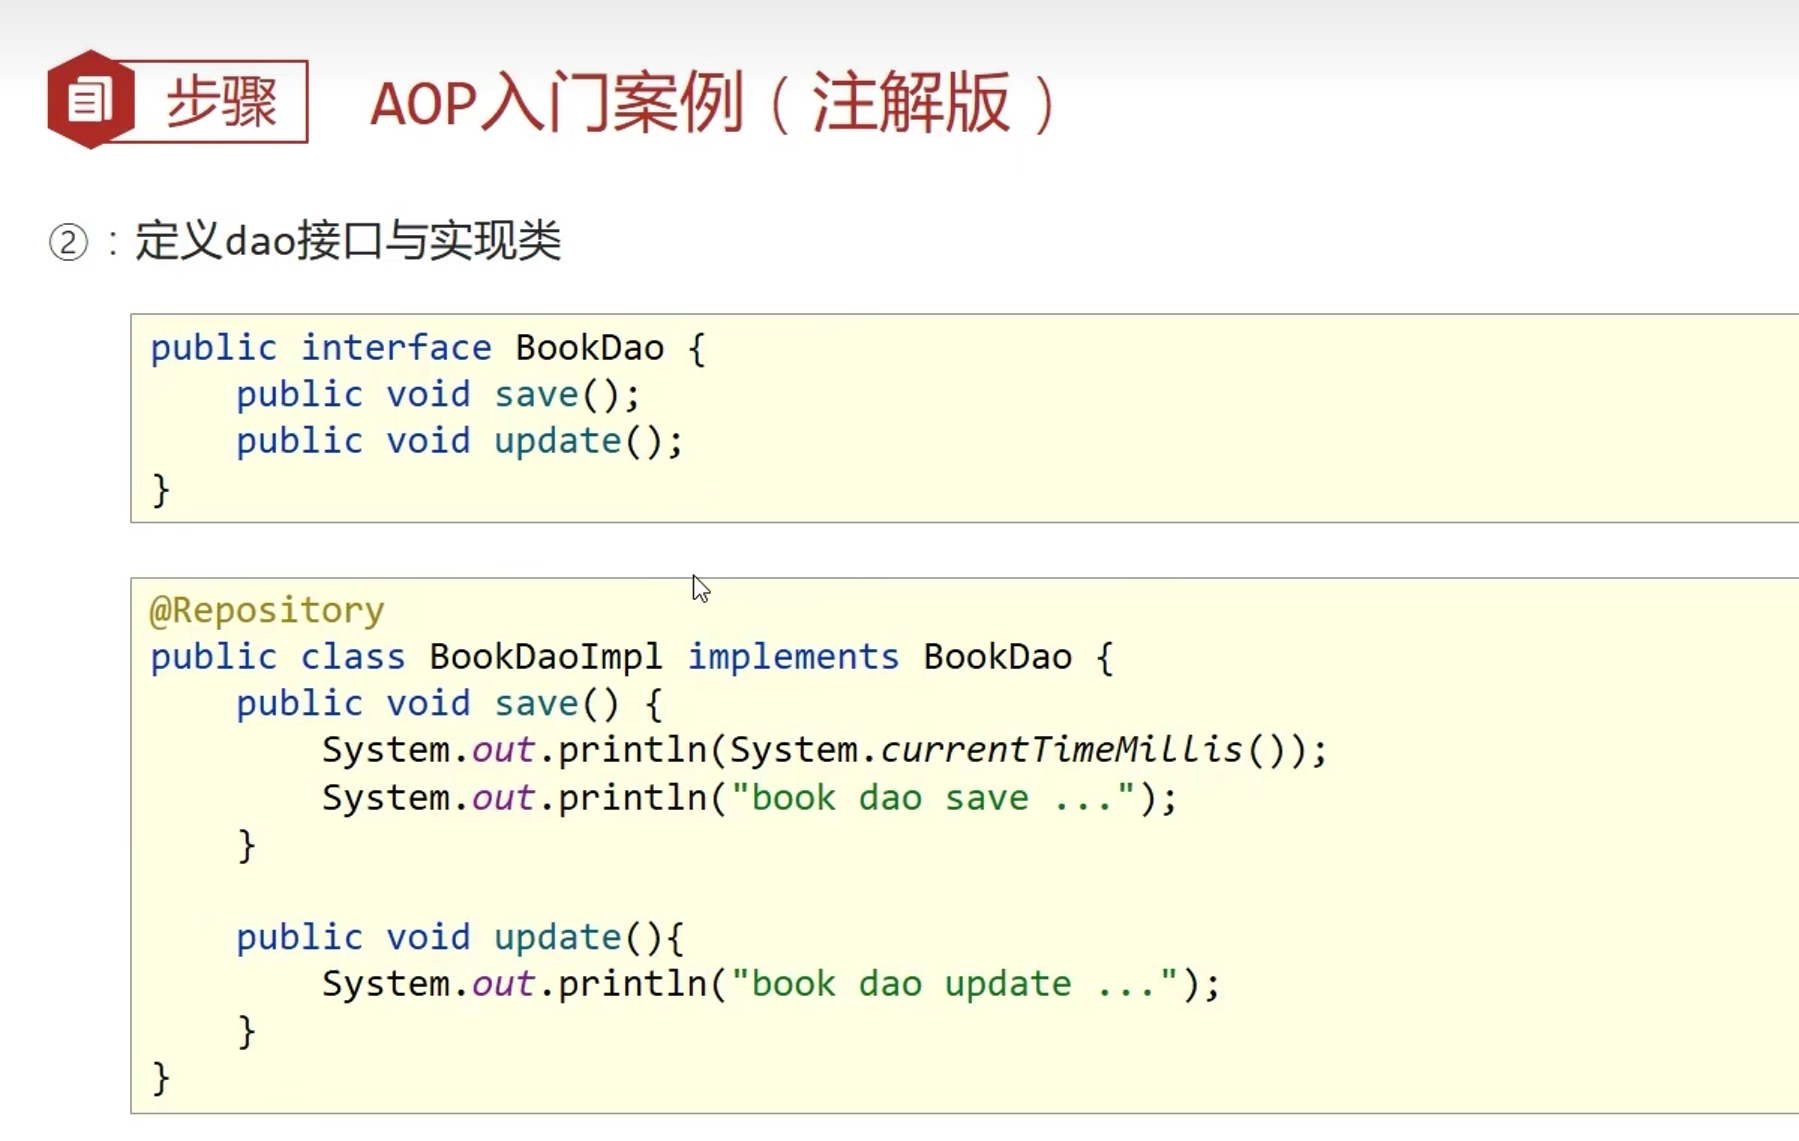 步骤 AOP入门案例（注解版）
②：定义dao接口与实现类
public interface BookDao {
    public void save();
    public void update();
}
@Repository
public class BookDaoImpl implements BookDao {
    public void save() {
        System.out.println(System.currentTimeMillis());
        System.out.println("book dao save ...");
    }
    public void update(){
        System.out.println("book dao update ...");
    }
}